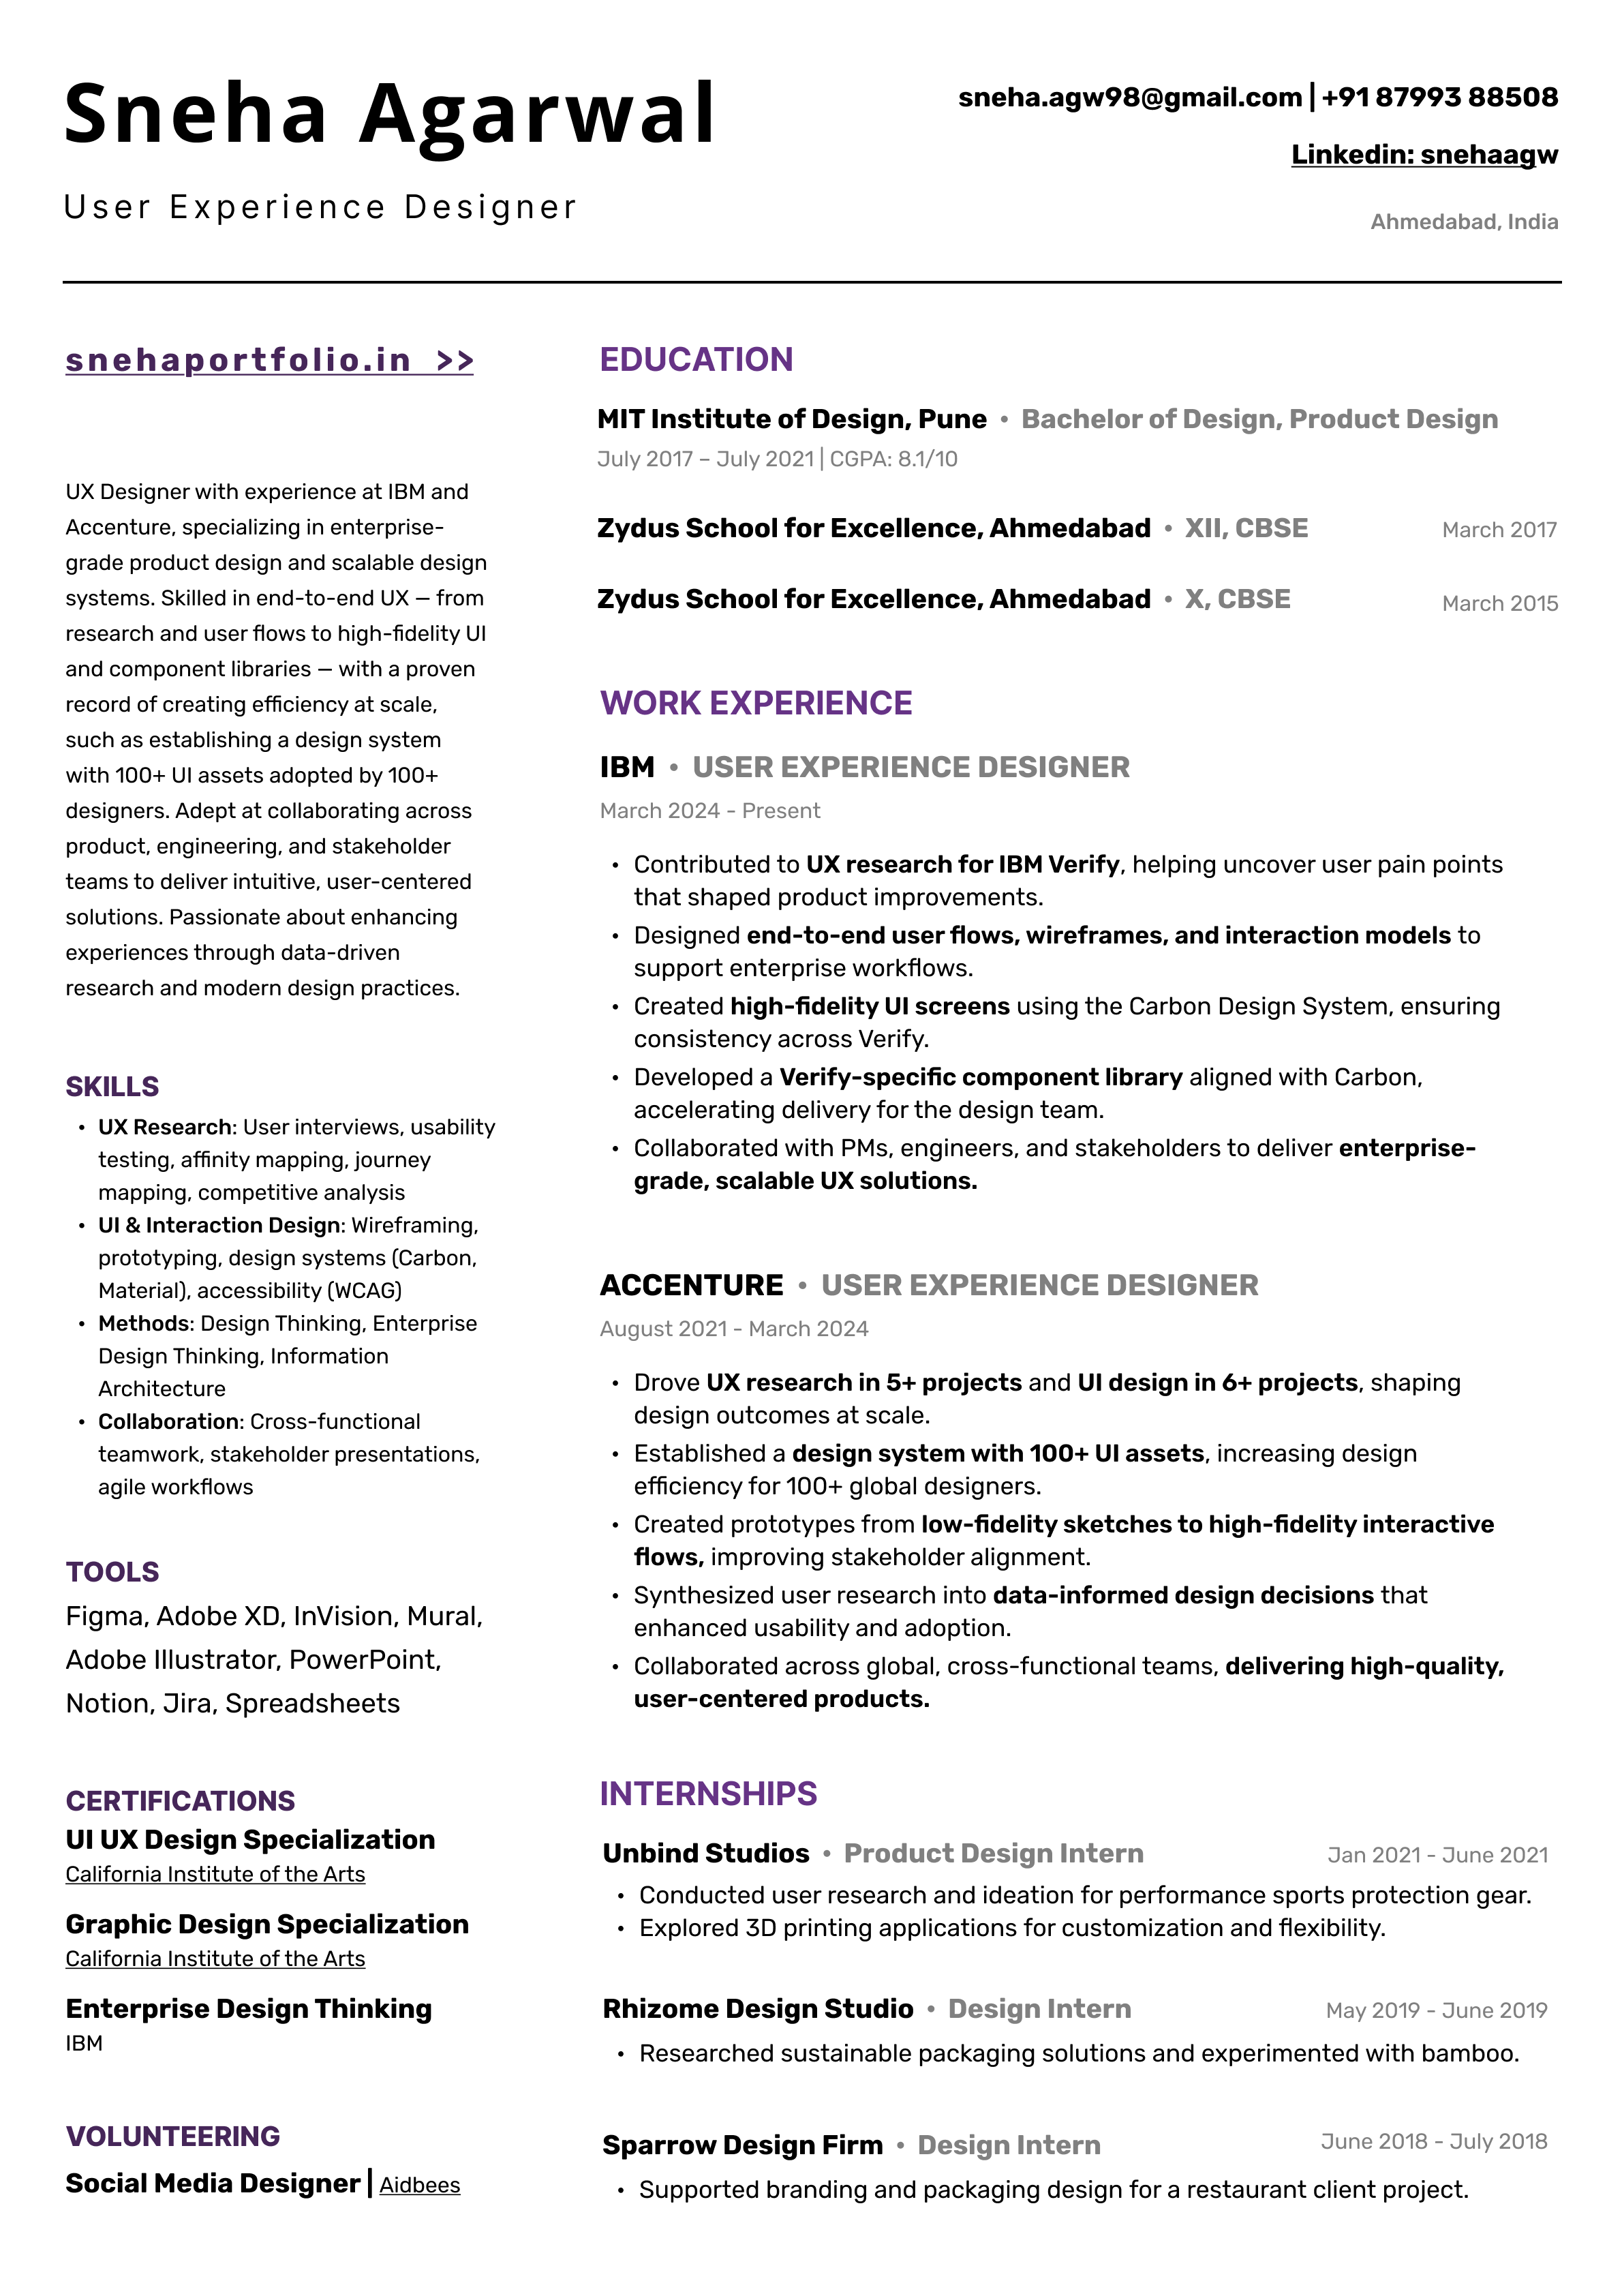 Sneha Agarwal
User Experience Designer
sneha.agw98@gmail.com | +91 87993 88508
Linkedin: snehaagw
Ahmedabad, India
snehaportfolio.in >>
UX Designer with experience at IBM and
Accenture, specializing in enterprise-
grade product design and scalable design
systems. Skilled in end-to-end UX – from
research and user flows to high-fidelity UI
and component libraries – with a proven
record of creating efficiency at scale,
such as establishing a design system
with 100+ UI assets adopted by 100+
designers. Adept at collaborating across
product, engineering, and stakeholder
teams to deliver intuitive, user-centered
solutions. Passionate about enhancing
experiences through data-driven
research and modern design practices.
SKILLS
• UX Research: User interviews, usability
testing, affinity mapping, journey
mapping, competitive analysis
• UI & Interaction Design: Wireframing,
prototyping, design systems (Carbon,
Material), accessibility (WCAG)
• Methods: Design Thinking, Enterprise
Design Thinking, Information
Architecture
• Collaboration: Cross-functional
teamwork, stakeholder presentations,
agile workflows
TOOLS
Figma, Adobe XD, InVision, Mural,
Adobe Illustrator, PowerPoint,
Notion, Jira, Spreadsheets
CERTIFICATIONS
UI UX Design Specialization
California Institute of the Arts
Graphic Design Specialization
California Institute of the Arts
Enterprise Design Thinking
IBM
VOLUNTEERING
Social Media Designer | Aidbees
EDUCATION
MIT Institute of Design, Pune • Bachelor of Design, Product Design
July 2017 – July 2021 | CGPA: 8.1/10
Zydus School for Excellence, Ahmedabad • XII, CBSE March 2017
Zydus School for Excellence, Ahmedabad • X, CBSE March 2015
WORK EXPERIENCE
IBM • USER EXPERIENCE DESIGNER
March 2024 - Present
• Contributed to UX research for IBM Verify, helping uncover user pain points
that shaped product improvements.
• Designed end-to-end user flows, wireframes, and interaction models to
support enterprise workflows.
• Created high-fidelity UI screens using the Carbon Design System, ensuring
consistency across Verify.
• Developed a Verify-specific component library aligned with Carbon,
accelerating delivery for the design team.
• Collaborated with PMs, engineers, and stakeholders to deliver enterprise-
grade, scalable UX solutions.
ACCENTURE • USER EXPERIENCE DESIGNER
August 2021 - March 2024
• Drove UX research in 5+ projects and UI design in 6+ projects, shaping
design outcomes at scale.
• Established a design system with 100+ UI assets, increasing design
efficiency for 100+ global designers.
• Created prototypes from low-fidelity sketches to high-fidelity interactive
flows, improving stakeholder alignment.
• Synthesized user research into data-informed design decisions that
enhanced usability and adoption.
• Collaborated across global, cross-functional teams, delivering high-quality,
user-centered products.
INTERNSHIPS
Unbind Studios • Product Design Intern Jan 2021 - June 2021
• Conducted user research and ideation for performance sports protection gear.
• Explored 3D printing applications for customization and flexibility.
Rhizome Design Studio • Design Intern May 2019 - June 2019
• Researched sustainable packaging solutions and experimented with bamboo.
Sparrow Design Firm • Design Intern June 2018 - July 2018
• Supported branding and packaging design for a restaurant client project.